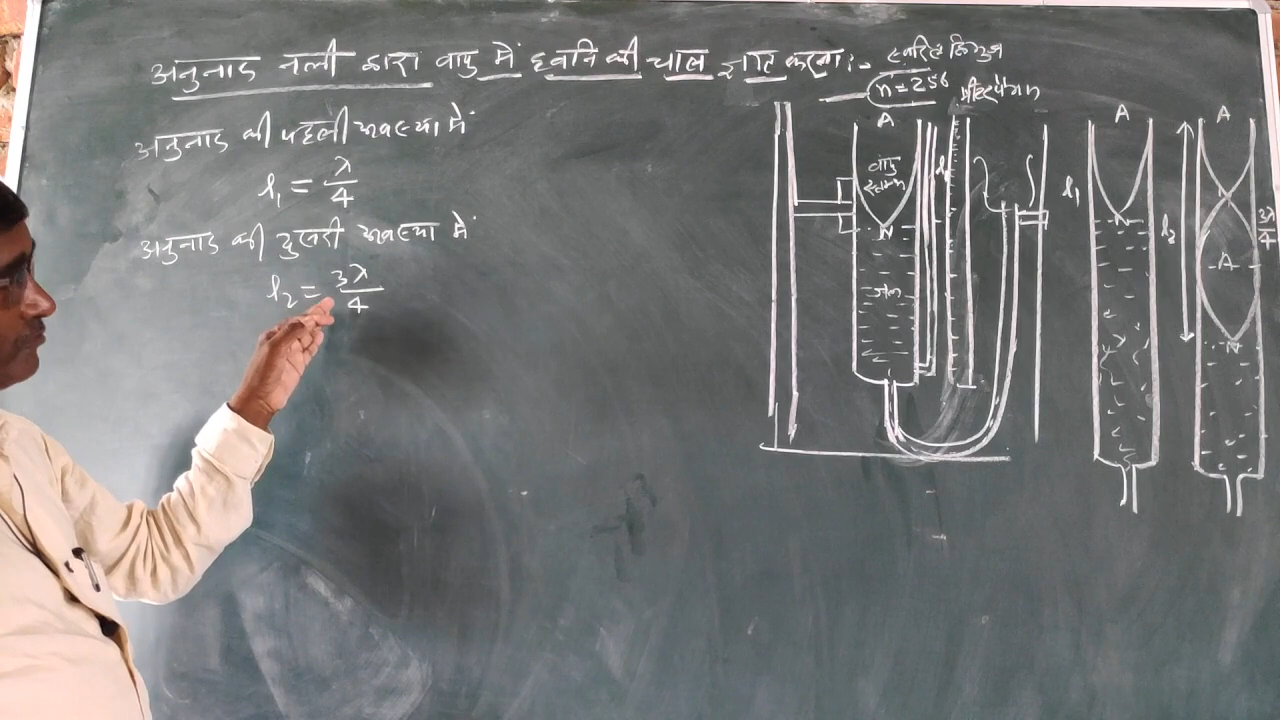 अनुनाद नली द्वारा वायु में ध्वनि की चाल ज्ञात करना :-
स्वरित्र द्विभुज
n = 256
अनुनाद की पहली अवस्था में
l₁ = λ/4
अनुनाद की दुसरी अवस्था में
l₂ = 3λ/4
A
वायु
स्तम्भ
N
जल
A
l₁
N
A
l₂
3λ/4
A
N